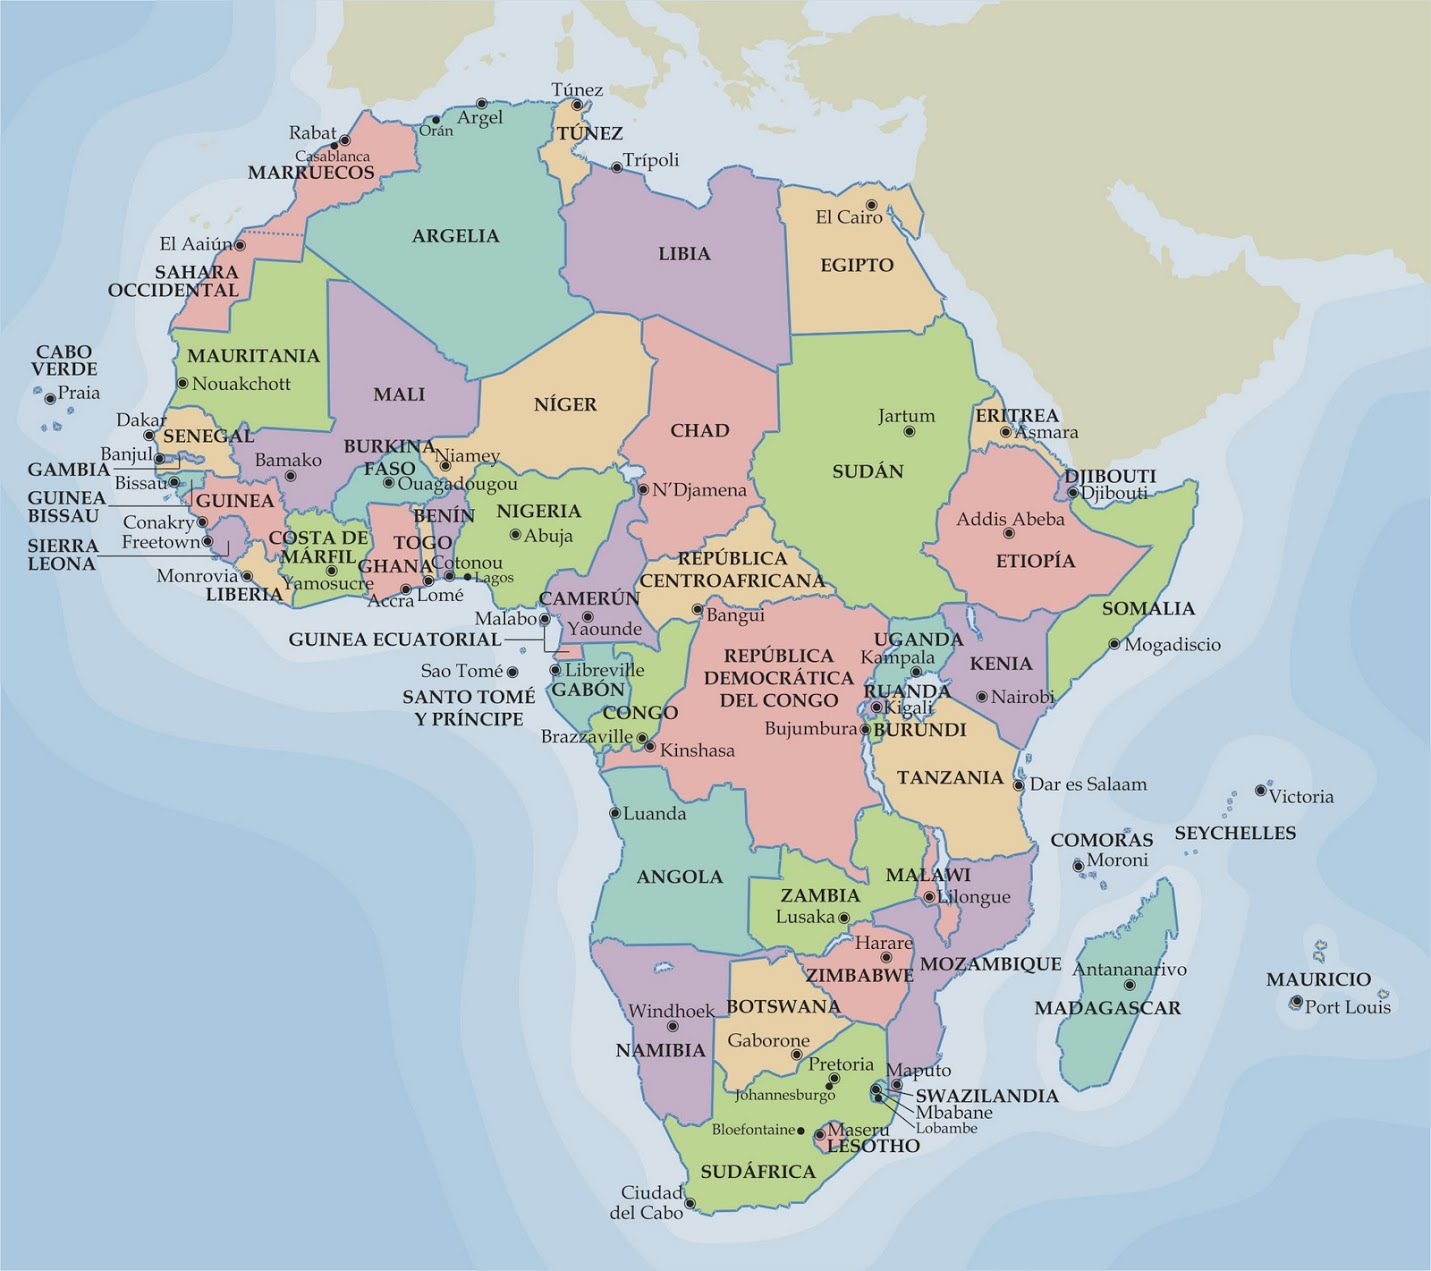 Túnez
Argel
Orán
TÚNEZ
Rabat
Casablanca
MARRUECOS
Trípoli
El Cairo
El Aaiún
ARGELIA
LIBIA
EGIPTO
SAHARA
OCCIDENTAL
CABO
VERDE
Praia
MAURITANIA
Nouakchott
MALI
NÍGER
CHAD
Jartum
ERITREA
Asmara
Dakar
SENEGAL
Banjul
GAMBIA
Bissau
GUINEA
BISSAU
Bamako
BURKINA
FASO
Niamey
Ouagadougou
SUDÁN
DJIBOUTI
Djibouti
N'Djamena
GUINEA
Conakry
Freetown
SIERRA
LEONA
BENÍN
NIGERIA
Abuja
Addis Abeba
ETIOPÍA
COSTA DE
MÁRFIL
Yamosucre
TOGO
GHANA
Cotonou
Lagos
Monrovia
LIBERIA
Accra
Lomé
REPÚBLICA
CENTROAFRICANA
Bangui
CAMERÚN
Yaounde
Malabo
GUINEA ECUATORIAL
SOMALIA
Mogadiscio
UGANDA
Kampala
KENIA
Nairobi
Sao Tomé
SANTO TOMÉ
Y PRÍNCIPE
Libreville
GABÓN
CONGO
Brazzaville
Kinshasa
REPÚBLICA
DEMOCRÁTICA
DEL CONGO
RUANDA
Kigali
Bujumbura
BURUNDI
TANZANIA
Dar es Salaam
Victoria
SEYCHELLES
Luanda
ANGOLA
COMORAS
Moroni
MALAWI
Lilongue
ZAMBIA
Lusaka
Harare
ZIMBABWE
MOZAMBIQUE
Antananarivo
MADAGASCAR
MAURICIO
Port Louis
Windhoek
NAMIBIA
BOTSWANA
Gaborone
Pretoria
Johannesburgo
Maputo
SWAZILANDIA
Mbabane
Lobambe
Bloefontaine
Maseru
LESOTHO
SUDÁFRICA
Ciudad
del Cabo